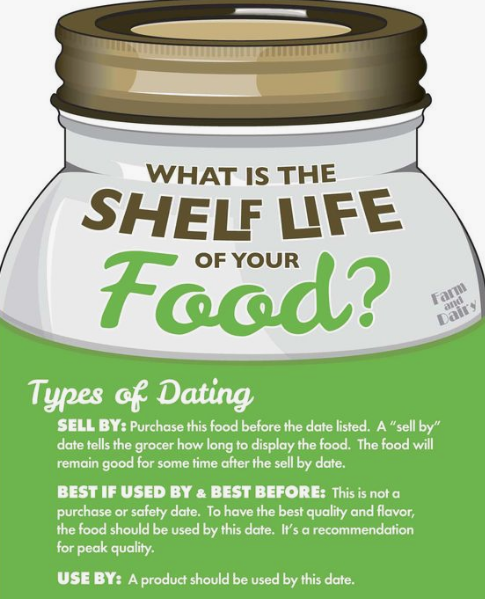 WHAT IS THE
SHELF LIFE
OF YOUR
Food?
Farm
and
Dairy
Types of Dating
SELL BY: Purchase this food before the date listed. A "sell by"
date tells the grocer how long to display the food. The food will
remain good for some time after the sell by date.
BEST IF USED BY & BEST BEFORE: This is not a
purchase or safety date. To have the best quality and flavor,
the food should be used by this date. It's a recommendation
for peak quality.
USE BY: A product should be used by this date.